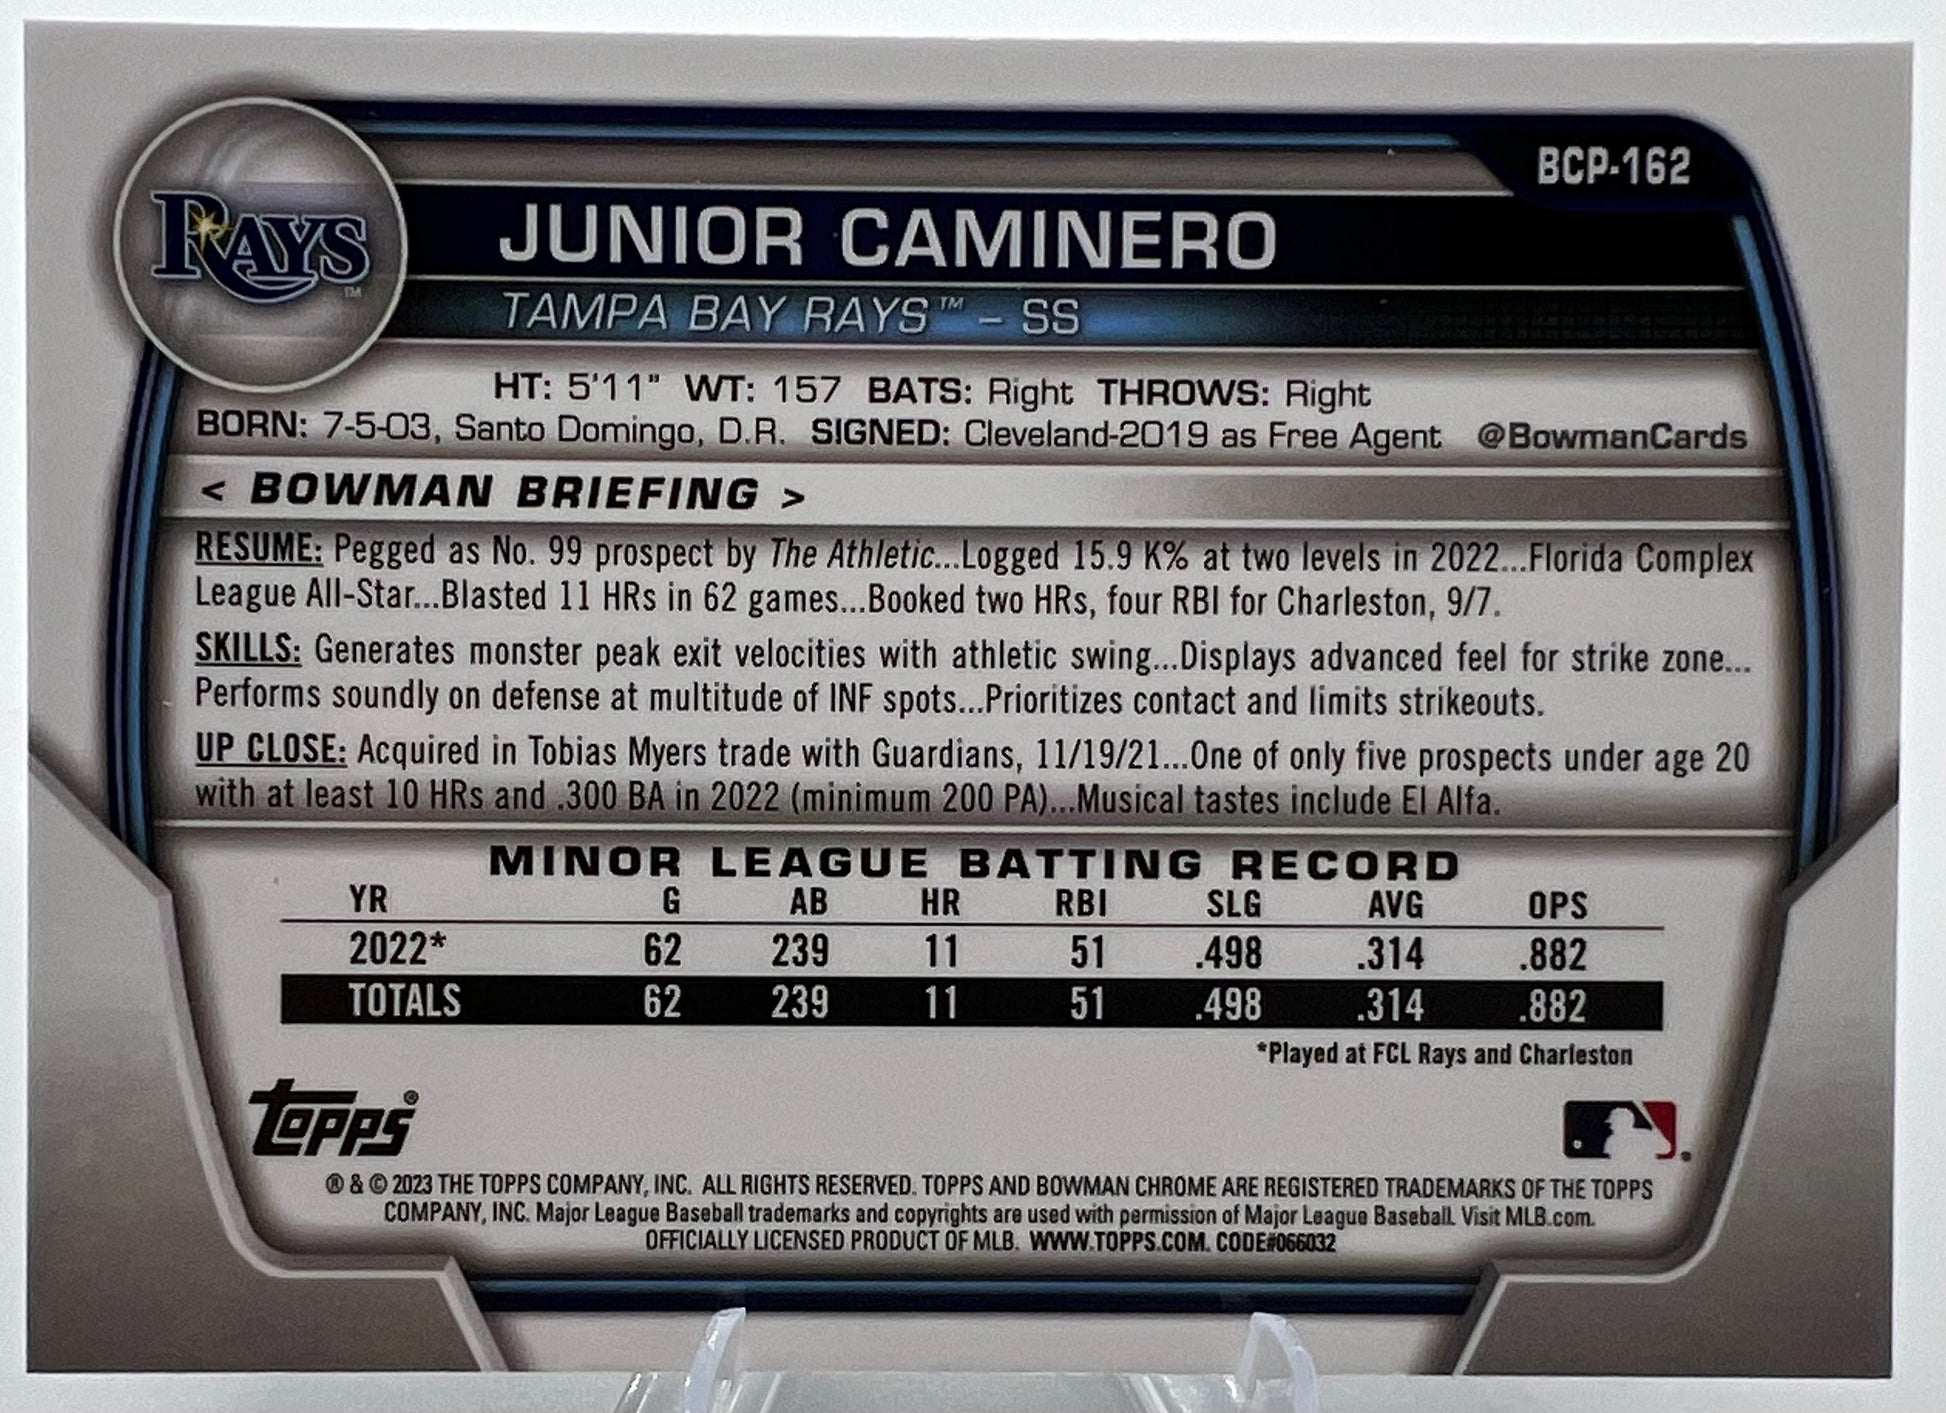 BCP-162
RAYS™
JUNIOR CAMINERO
TAMPA BAY RAYS™ – SS
HT: 5'11" WT: 157 BATS: Right THROWS: Right
BORN: 7-5-03, Santo Domingo, D.R. SIGNED: Cleveland-2019 as Free Agent @BowmanCards
< BOWMAN BRIEFING >
RESUME: Pegged as No. 99 prospect by The Athletic...Logged 15.9 K% at two levels in 2022...Florida Complex
League All-Star...Blasted 11 HRs in 62 games...Booked two HRs, four RBI for Charleston, 9/7.
SKILLS: Generates monster peak exit velocities with athletic swing...Displays advanced feel for strike zone...
Performs soundly on defense at multitude of INF spots...Prioritizes contact and limits strikeouts.
UP CLOSE: Acquired in Tobias Myers trade with Guardians, 11/19/21...One of only five prospects under age 20
with at least 10 HRs and .300 BA in 2022 (minimum 200 PA)...Musical tastes include El Alfa.
MINOR LEAGUE BATTING RECORD
YR G AB HR RBI SLG AVG OPS
2022* 62 239 11 51 .498 .314 .882
TOTALS 62 239 11 51 .498 .314 .882
*Played at FCL Rays and Charleston
topps®
® & © 2023 THE TOPPS COMPANY, INC. ALL RIGHTS RESERVED. TOPPS AND BOWMAN CHROME ARE REGISTERED TRADEMARKS OF THE TOPPS
COMPANY, INC. Major League Baseball trademarks and copyrights are used with permission of Major League Baseball. Visit MLB.com.
OFFICIALLY LICENSED PRODUCT OF MLB. WWW.TOPPS.COM. CODE#066032